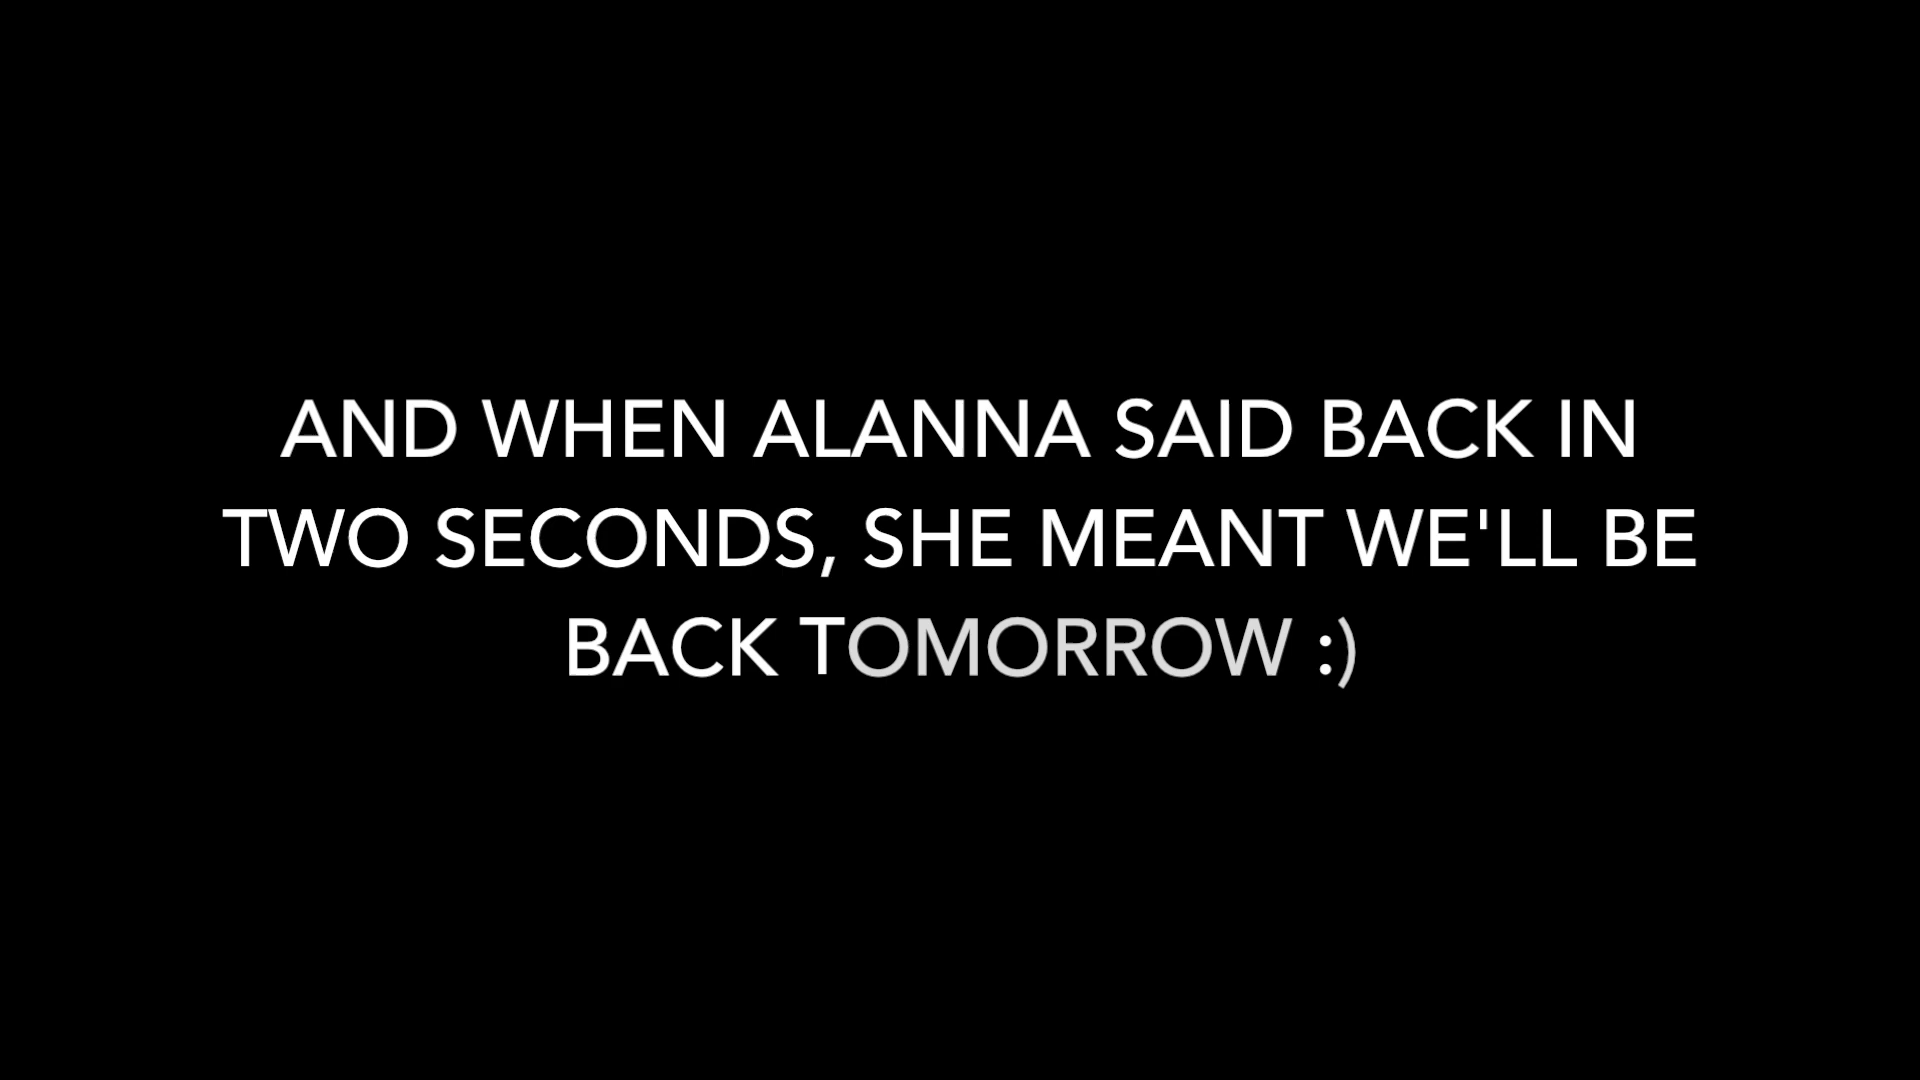 AND WHEN ALANNA SAID BACK IN
TWO SECONDS, SHE MEANT WE'LL BE
BACK TOMORROW :)